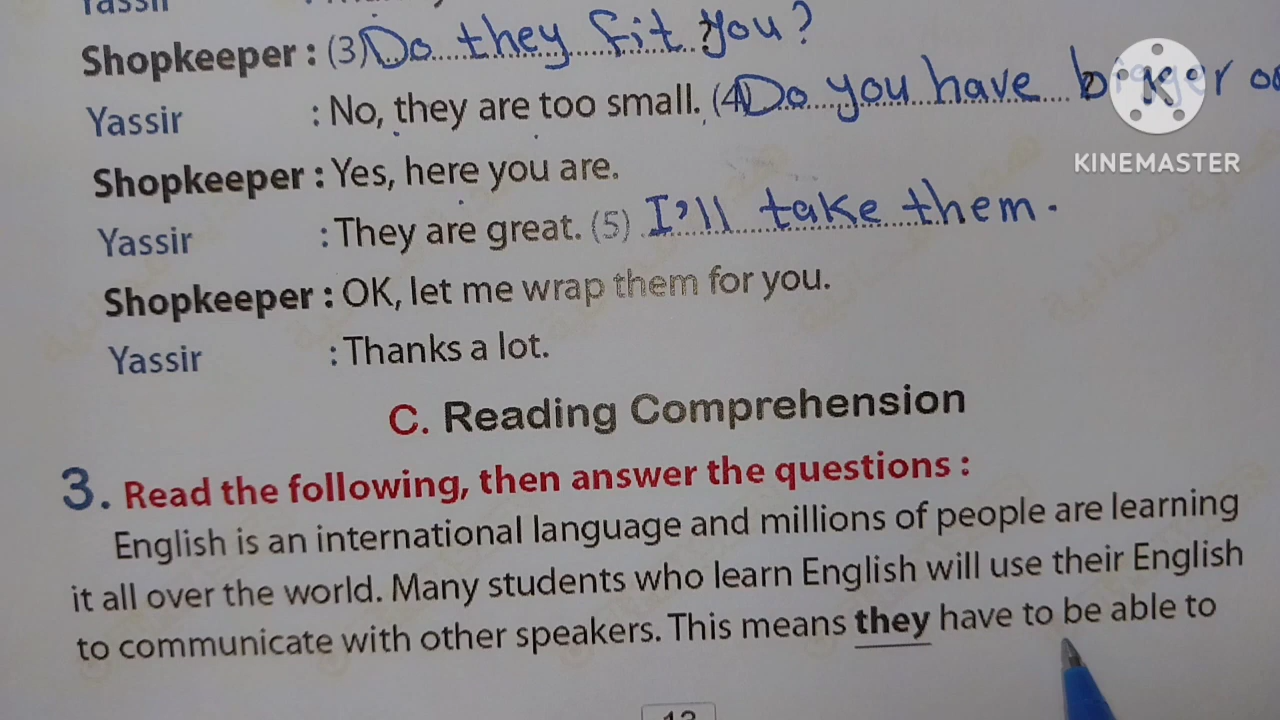 Yassir
Shopkeeper : (3) Do they fit you?
Yassir : No, they are too small. (4) Do you have bigger
Shopkeeper : Yes, here you are.
KINEMASTER
Yassir : They are great. (5) I'll take them.
Shopkeeper : OK, let me wrap them for you.
Yassir : Thanks a lot.
C. Reading Comprehension
3. Read the following, then answer the questions :
English is an international language and millions of people are learning
it all over the world. Many students who learn English will use their English
to communicate with other speakers. This means they have to be able to